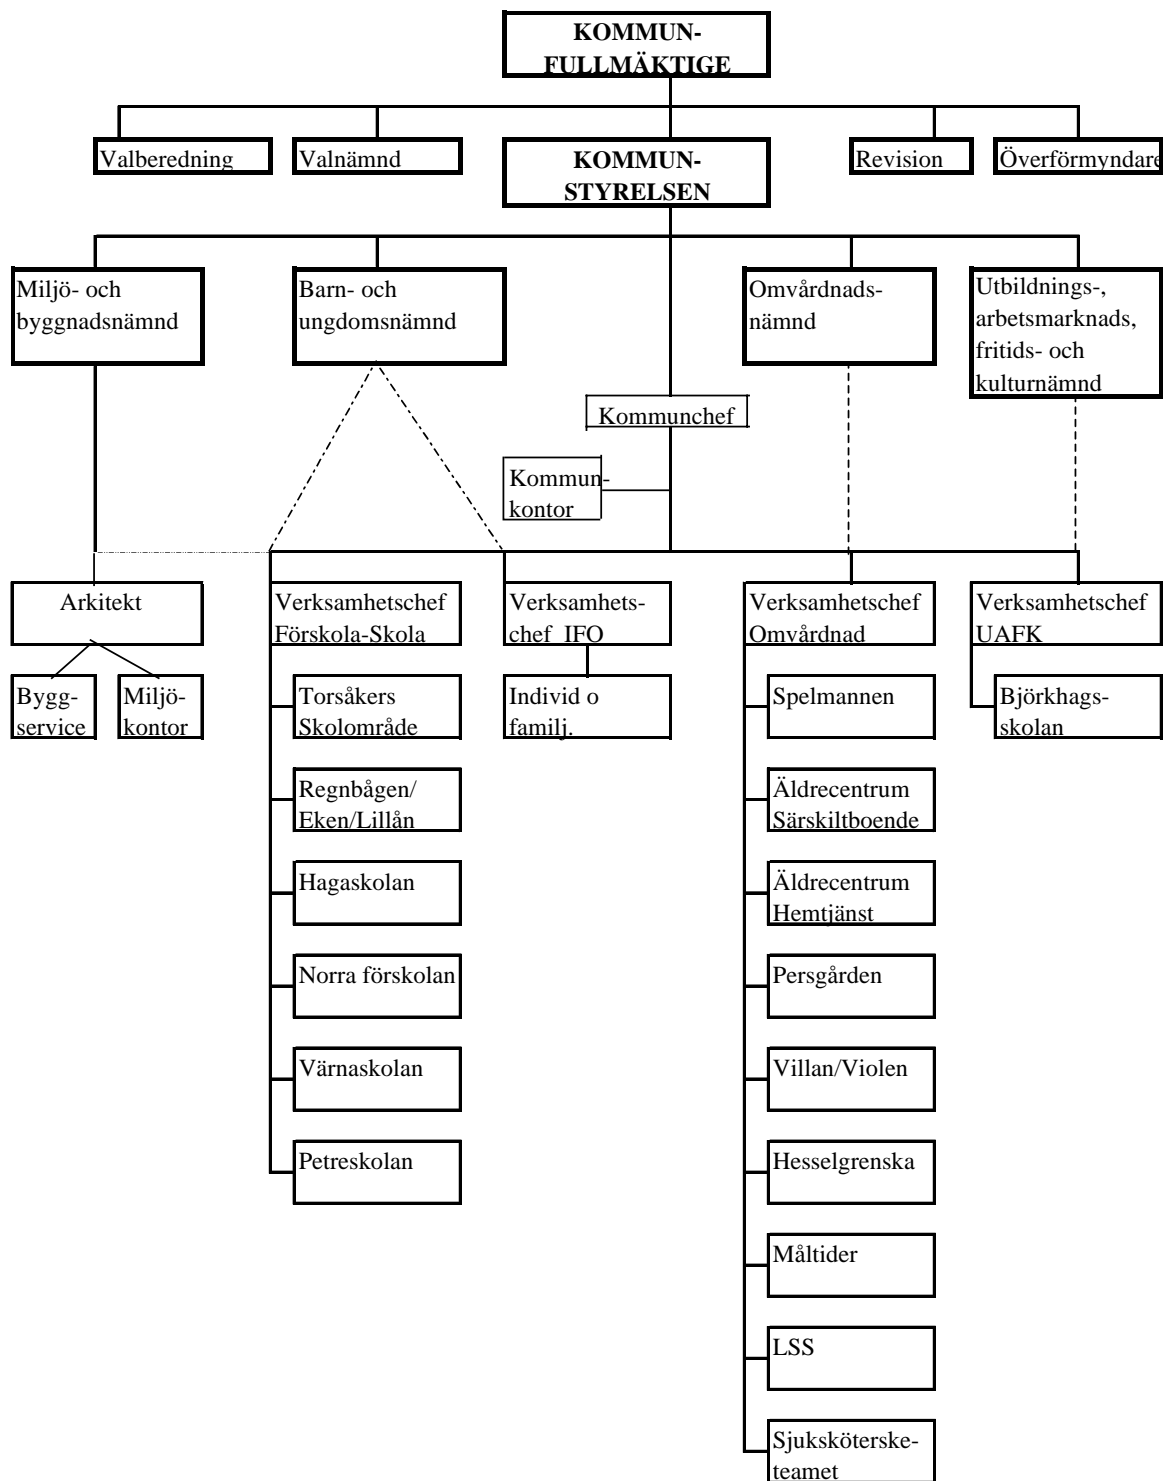 KOMMUN-
FULLMÄKTIGE
Valberedning
Valnämnd
KOMMUN-
STYRELSEN
Revision
Överförmyndare
Miljö- och
byggnadsnämnd
Barn- och
ungdomsnämnd
Omvårdnads-
nämnd
Utbildnings-,
arbetsmarknads,
fritids- och
kulturnämnd
Kommunchef
Kommun-
kontor
Arkitekt
Verksamhetschef
Förskola-Skola
Verksamhets-
chef IFO
Verksamhetschef
Omvårdnad
Verksamhetschef
UAFK
Bygg-
service
Miljö-
kontor
Torsåkers
Skolområde
Individ o
familj.
Spelmannen
Björkhags-
skolan
Regnbågen/
Eken/Lillån
Äldrecentrum
Särskiltboende
Hagaskolan
Äldrecentrum
Hemtjänst
Norra förskolan
Persgården
Värnaskolan
Villan/Violen
Petreskolan
Hesselgrenska
Måltider
LSS
Sjuksköterske-
teamet